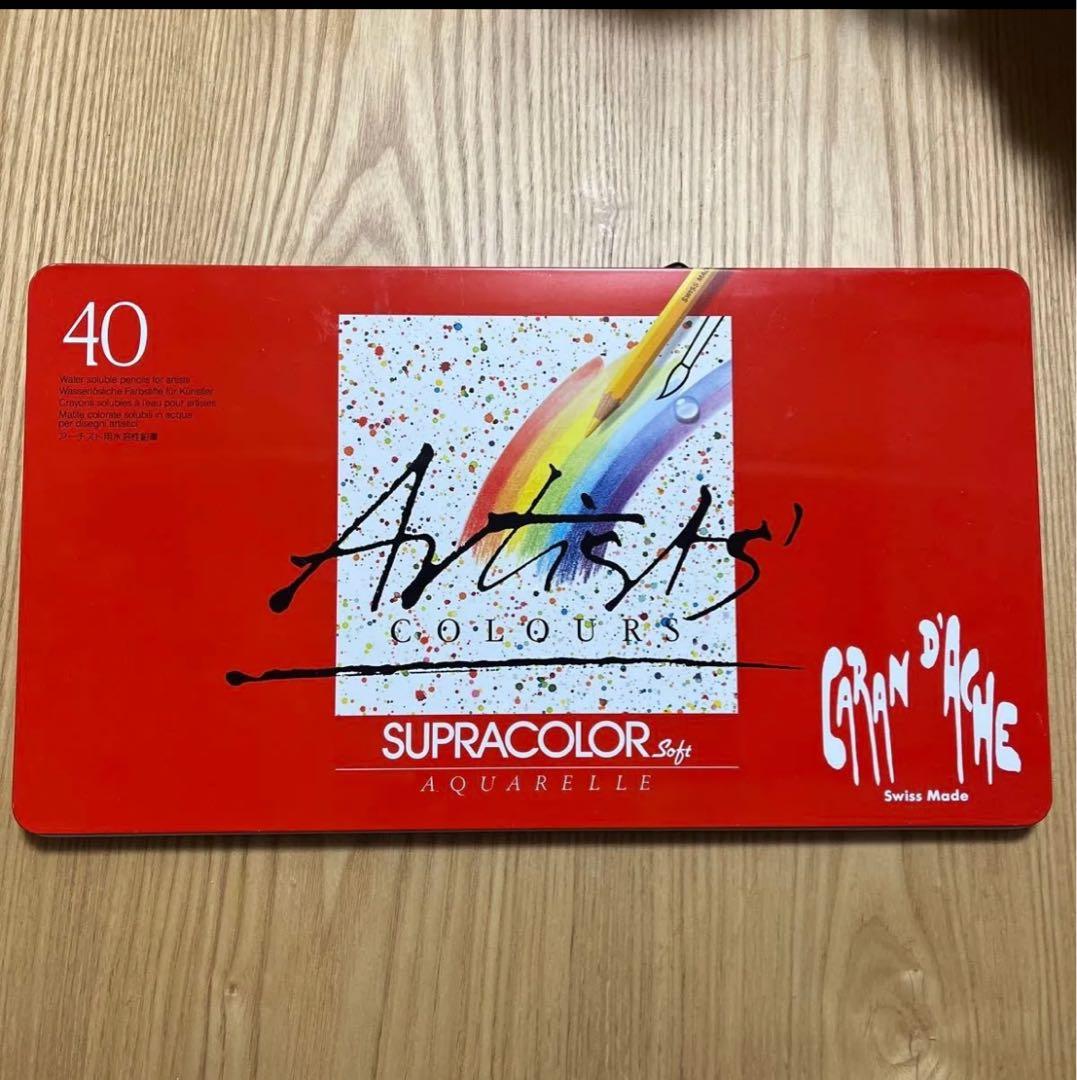 40
Water soluble pencils for artists
Wasserlösliche Farbstifte für Künstler
Crayons solubles à l'eau pour artistes
Matite colorate solubili in acqua
per disegni artistici
アーチスト用水溶性鉛筆
SWISS MA
Artists'
COLOURS
SUPRACOLOR Soft
AQUARELLE
CARAN D'ACHE
Swiss Made